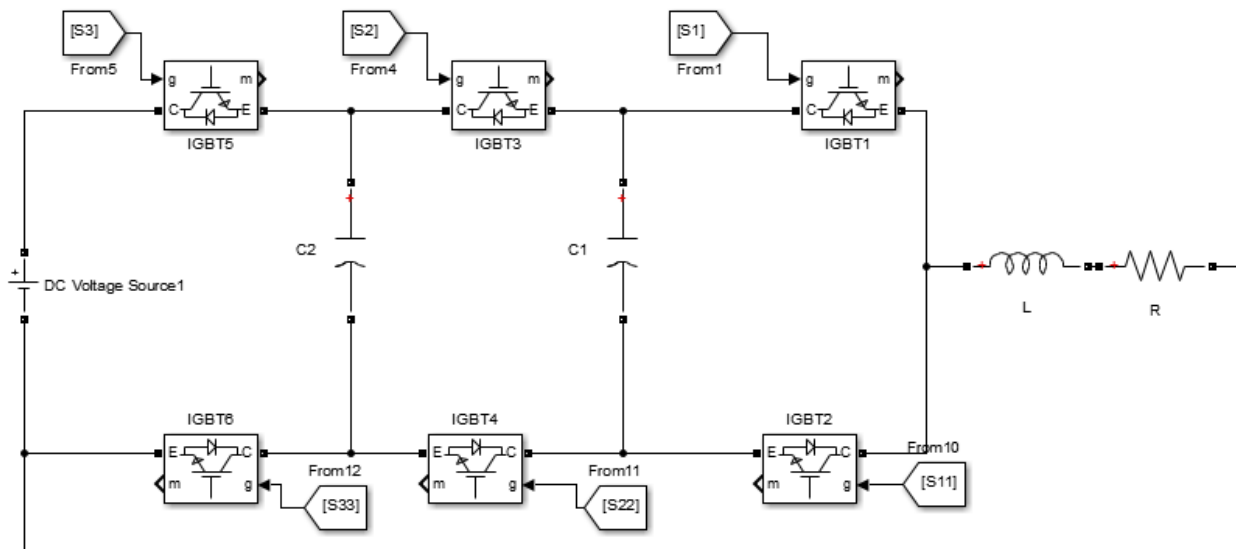 [S3]
[S2]
[S1]
From5
From4
From1
g
m
g
m
g
m
C
E
C
E
C
E
IGBT5
IGBT3
IGBT1
+
+
C2
C1
+
DC Voltage Source1
+
+
L
R
IGBT6
IGBT4
IGBT2
From10
E
C
E
C
E
C
From12
From11
m
g
m
g
m
g
[S33]
[S22]
[S11]